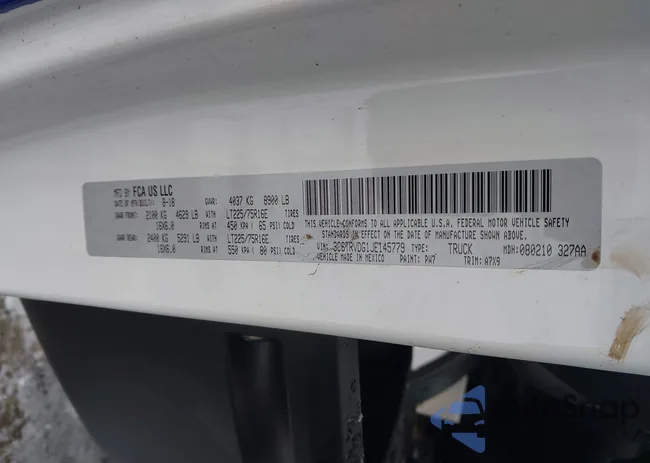 MFD BY FCA US LLC
DATE OF MFR 8-18 GVWR: 4037 KG 8900 LB
GAWR FRONT: 2100 KG 4629 LB WITH LT225/75R16E TIRES
16X6.0 RIMS AT 450 KPA ( 65 PSI) COLD
GAWR REAR: 2400 KG 5291 LB WITH LT225/75R16E TIRES
16X6.0 RIMS AT 550 KPA ( 80 PSI) COLD
THIS VEHICLE CONFORMS TO ALL APPLICABLE U.S.A. FEDERAL MOTOR VEHICLE SAFETY
STANDARDS IN EFFECT ON THE DATE OF MANUFACTURE SHOWN ABOVE.
VIN: 3C6TRVDG1JE145779 TYPE: TRUCK MDH:080210 327AA
VEHICLE MADE IN MEXICO PAINT: PW7 TRIM: A7X9
AutoSnap